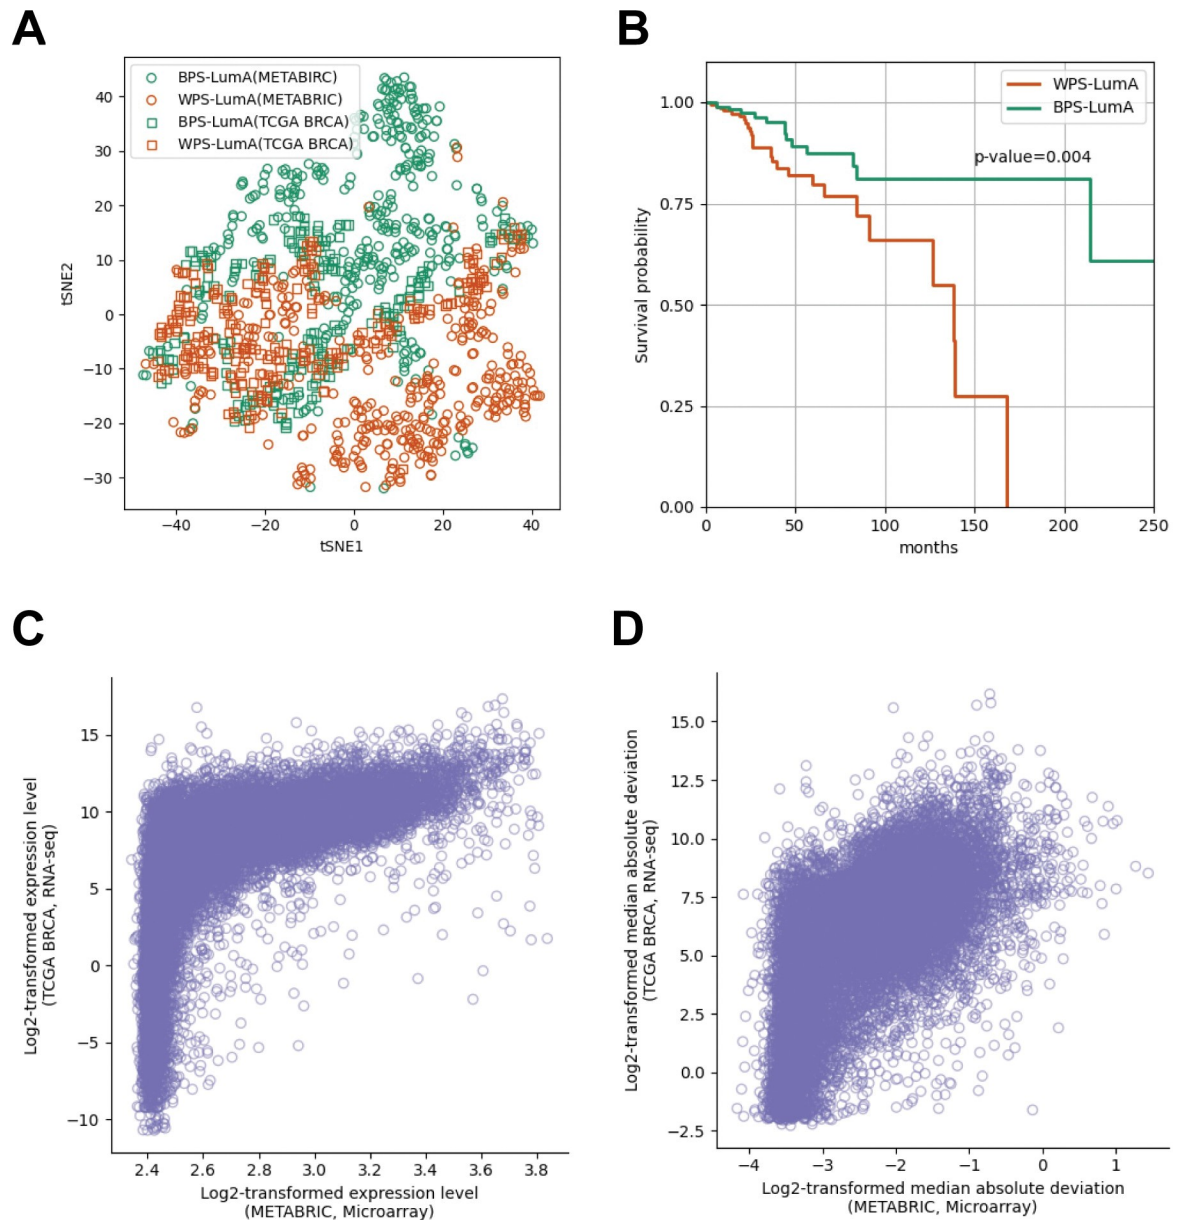 A
BPS-LumA(METABIRC)
WPS-LumA(METABRIC)
BPS-LumA(TCGA BRCA)
WPS-LumA(TCGA BRCA)
40
30
20
10
0
−10
−20
−30
tSNE2
−40
−20
0
20
40
tSNE1
B
WPS-LumA
BPS-LumA
p-value=0.004
1.00
0.75
0.50
0.25
0.00
Survival probability
0
50
100
150
200
250
months
C
15
10
5
0
−5
−10
Log2-transformed expression level
(TCGA BRCA, RNA-seq)
2.4
2.6
2.8
3.0
3.2
3.4
3.6
3.8
Log2-transformed expression level
(METABRIC, Microarray)
D
15.0
12.5
10.0
7.5
5.0
2.5
0.0
−2.5
Log2-transformed median absolute deviation
(TCGA BRCA, RNA-seq)
−4
−3
−2
−1
0
1
Log2-transformed median absolute deviation
(METABRIC, Microarray)